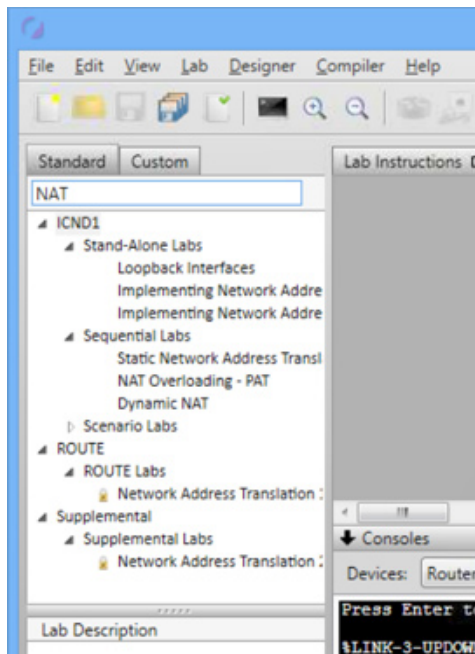 File Edit View Lab Designer Compiler Help
Standard Custom
Lab Instructions
NAT
ICND1
Stand-Alone Labs
Loopback Interfaces
Implementing Network Addre
Implementing Network Addre
Sequential Labs
Static Network Address Transl
NAT Overloading - PAT
Dynamic NAT
Scenario Labs
ROUTE
ROUTE Labs
Network Address Translation
Supplemental
Supplemental Labs
Network Address Translation
Consoles
Devices: Router
Press Enter to
Lab Description
%LINK-3-UPDOW